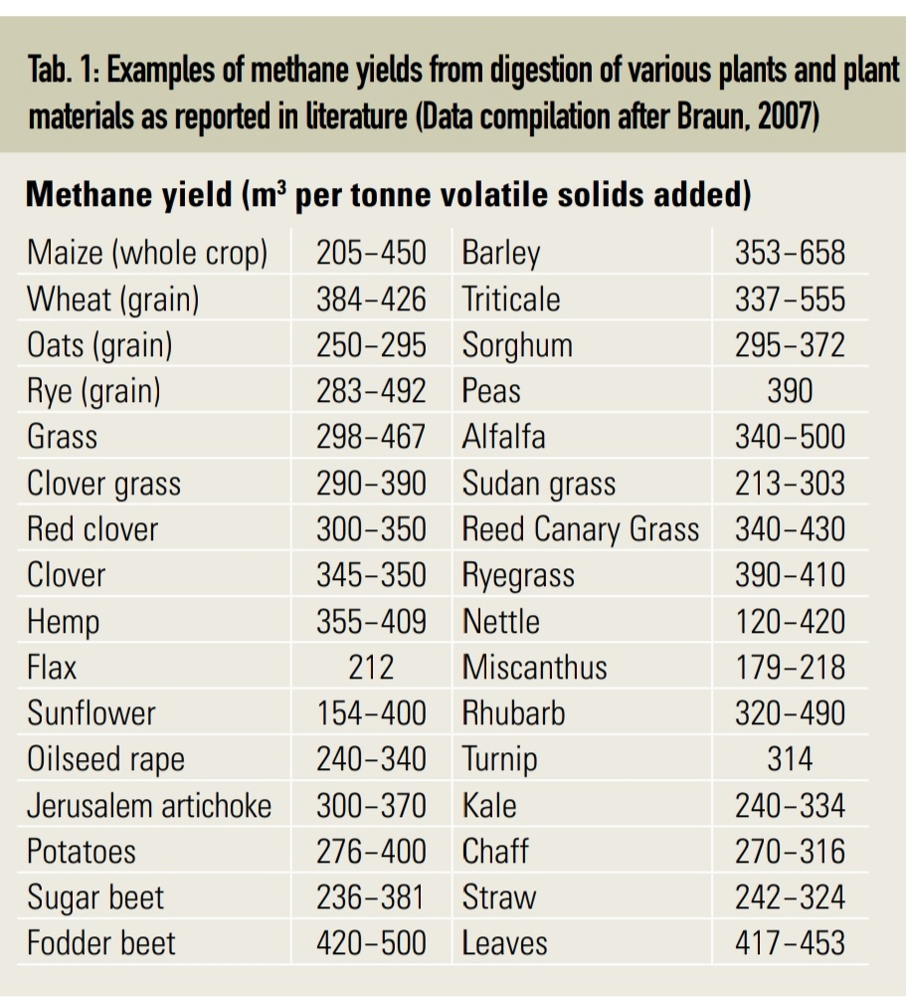 Tab. 1: Examples of methane yields from digestion of various plants and plant
materials as reported in literature (Data compilation after Braun, 2007)
Methane yield (m³ per tonne volatile solids added)
Maize (whole crop) 205–450 Barley 353–658
Wheat (grain) 384–426 Triticale 337–555
Oats (grain) 250–295 Sorghum 295–372
Rye (grain) 283–492 Peas 390
Grass 298–467 Alfalfa 340–500
Clover grass 290–390 Sudan grass 213–303
Red clover 300–350 Reed Canary Grass 340–430
Clover 345–350 Ryegrass 390–410
Hemp 355–409 Nettle 120–420
Flax 212 Miscanthus 179–218
Sunflower 154–400 Rhubarb 320–490
Oilseed rape 240–340 Turnip 314
Jerusalem artichoke 300–370 Kale 240–334
Potatoes 276–400 Chaff 270–316
Sugar beet 236–381 Straw 242–324
Fodder beet 420–500 Leaves 417–453